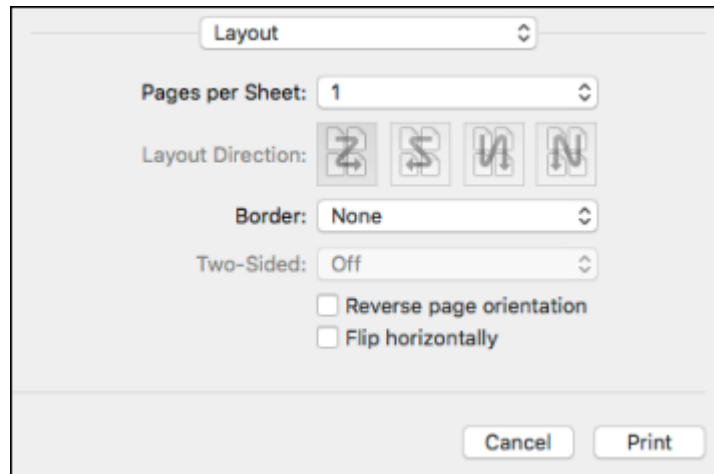 Layout
Pages per Sheet: 1
Layout Direction:
Border: None
Two-Sided: Off
Reverse page orientation
Flip horizontally
Cancel Print